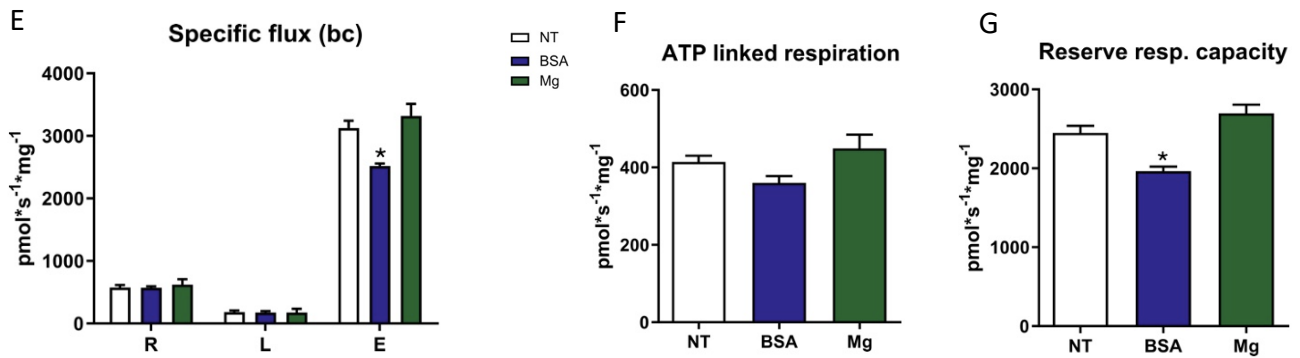 E
Specific flux (bc)
pmol*s-1*mg-1
4000
3000
2000
1000
0
*
R L E
NT
BSA
Mg
F
ATP linked respiration
pmol*s-1*mg-1
600
400
200
0
NT BSA Mg
G
Reserve resp. capacity
pmol*s-1*mg-1
3000
2000
1000
0
*
NT BSA Mg